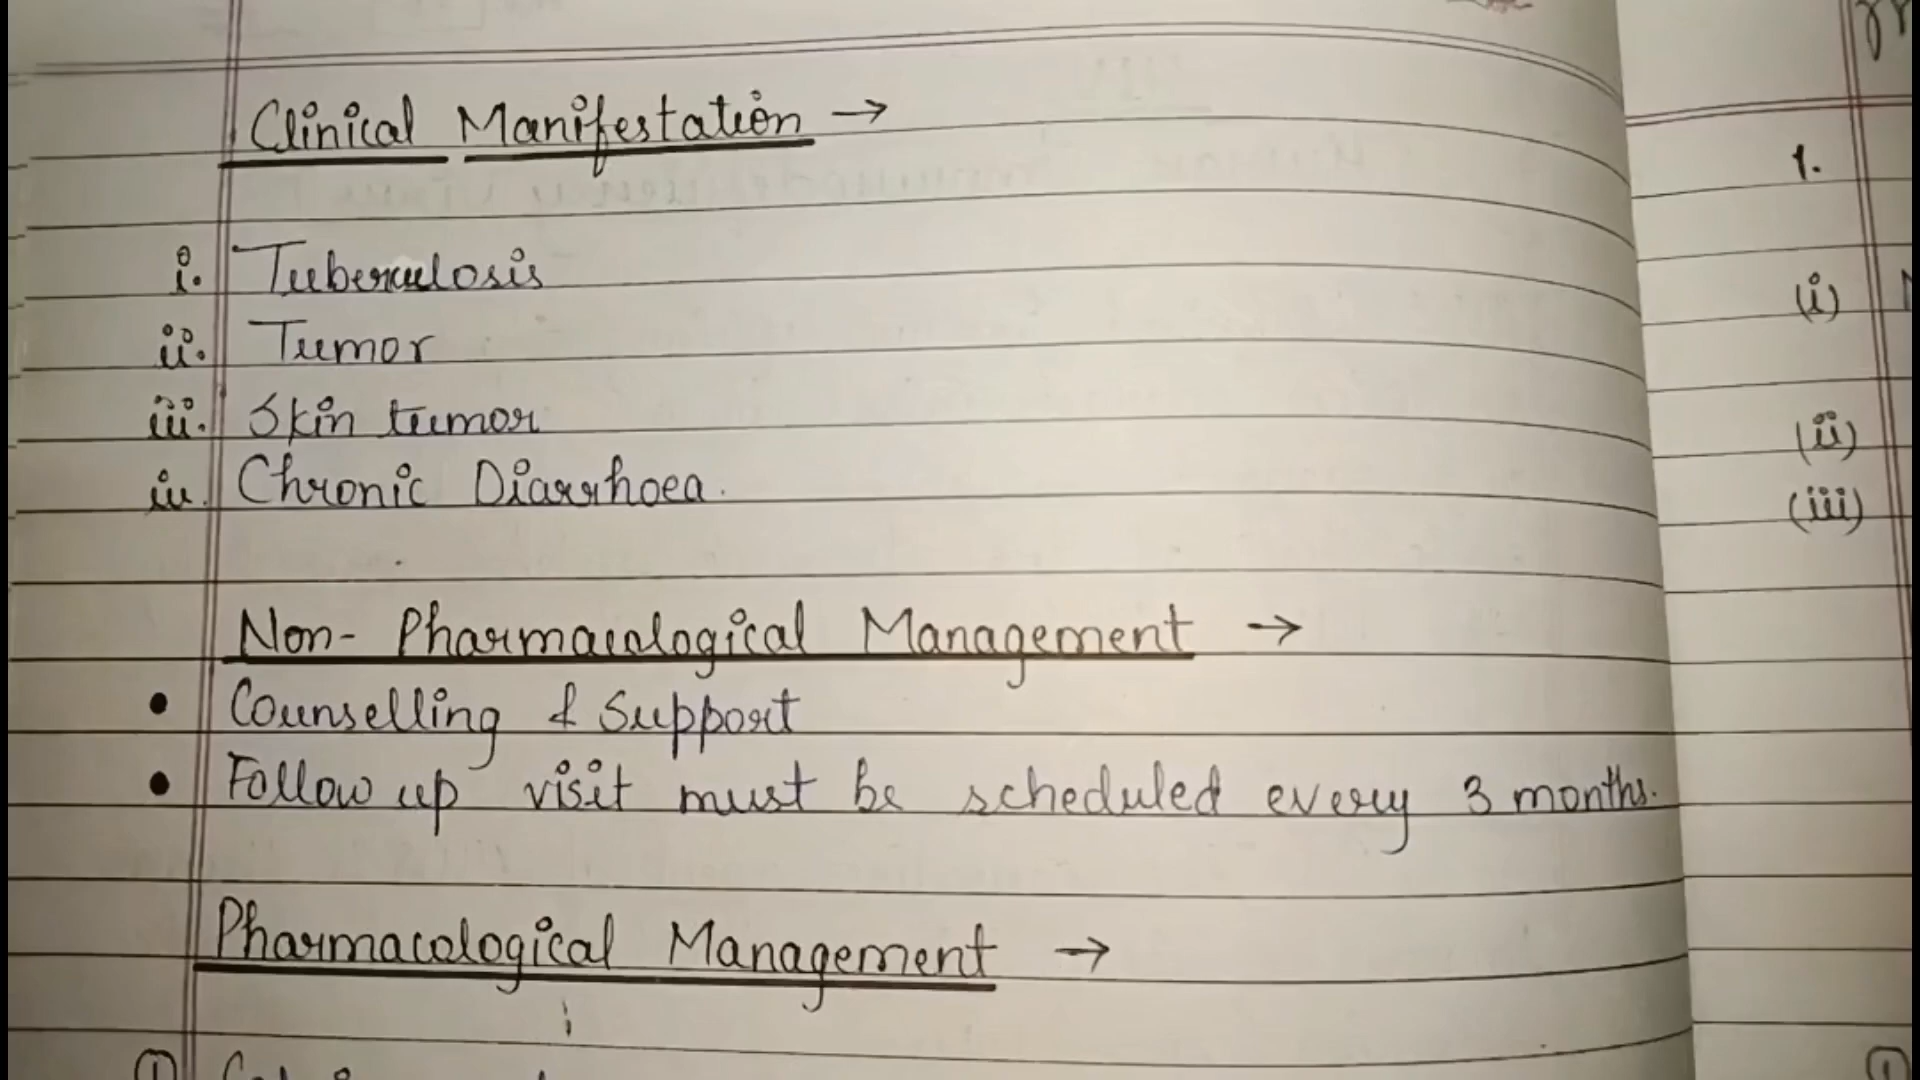 Clinical Manifestation →
i. Tuberculosis
ii. Tumor
iii. Skin tumor
iv. Chronic Diarrhoea.
Non- Pharmacological Management →
• Counselling & Support
• Follow up visit must be scheduled every 3 months.
Pharmacological Management →
1.
(i)
(ii)
(iii)